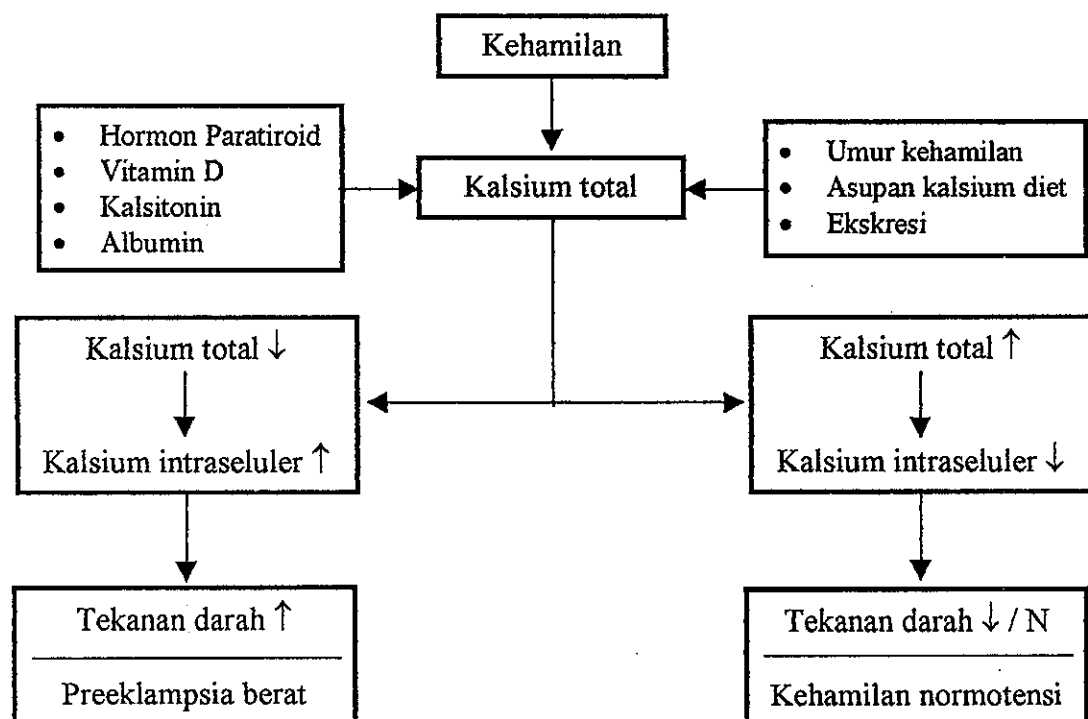 Kehamilan
• Hormon Paratiroid
• Vitamin D
• Kalsitonin
• Albumin
Kalsium total
• Umur kehamilan
• Asupan kalsium diet
• Ekskresi
Kalsium total ↓
Kalsium intraseluler ↑
Kalsium total ↑
Kalsium intraseluler ↓
Tekanan darah ↑
Preeklampsia berat
Tekanan darah ↓ / N
Kehamilan normotensi